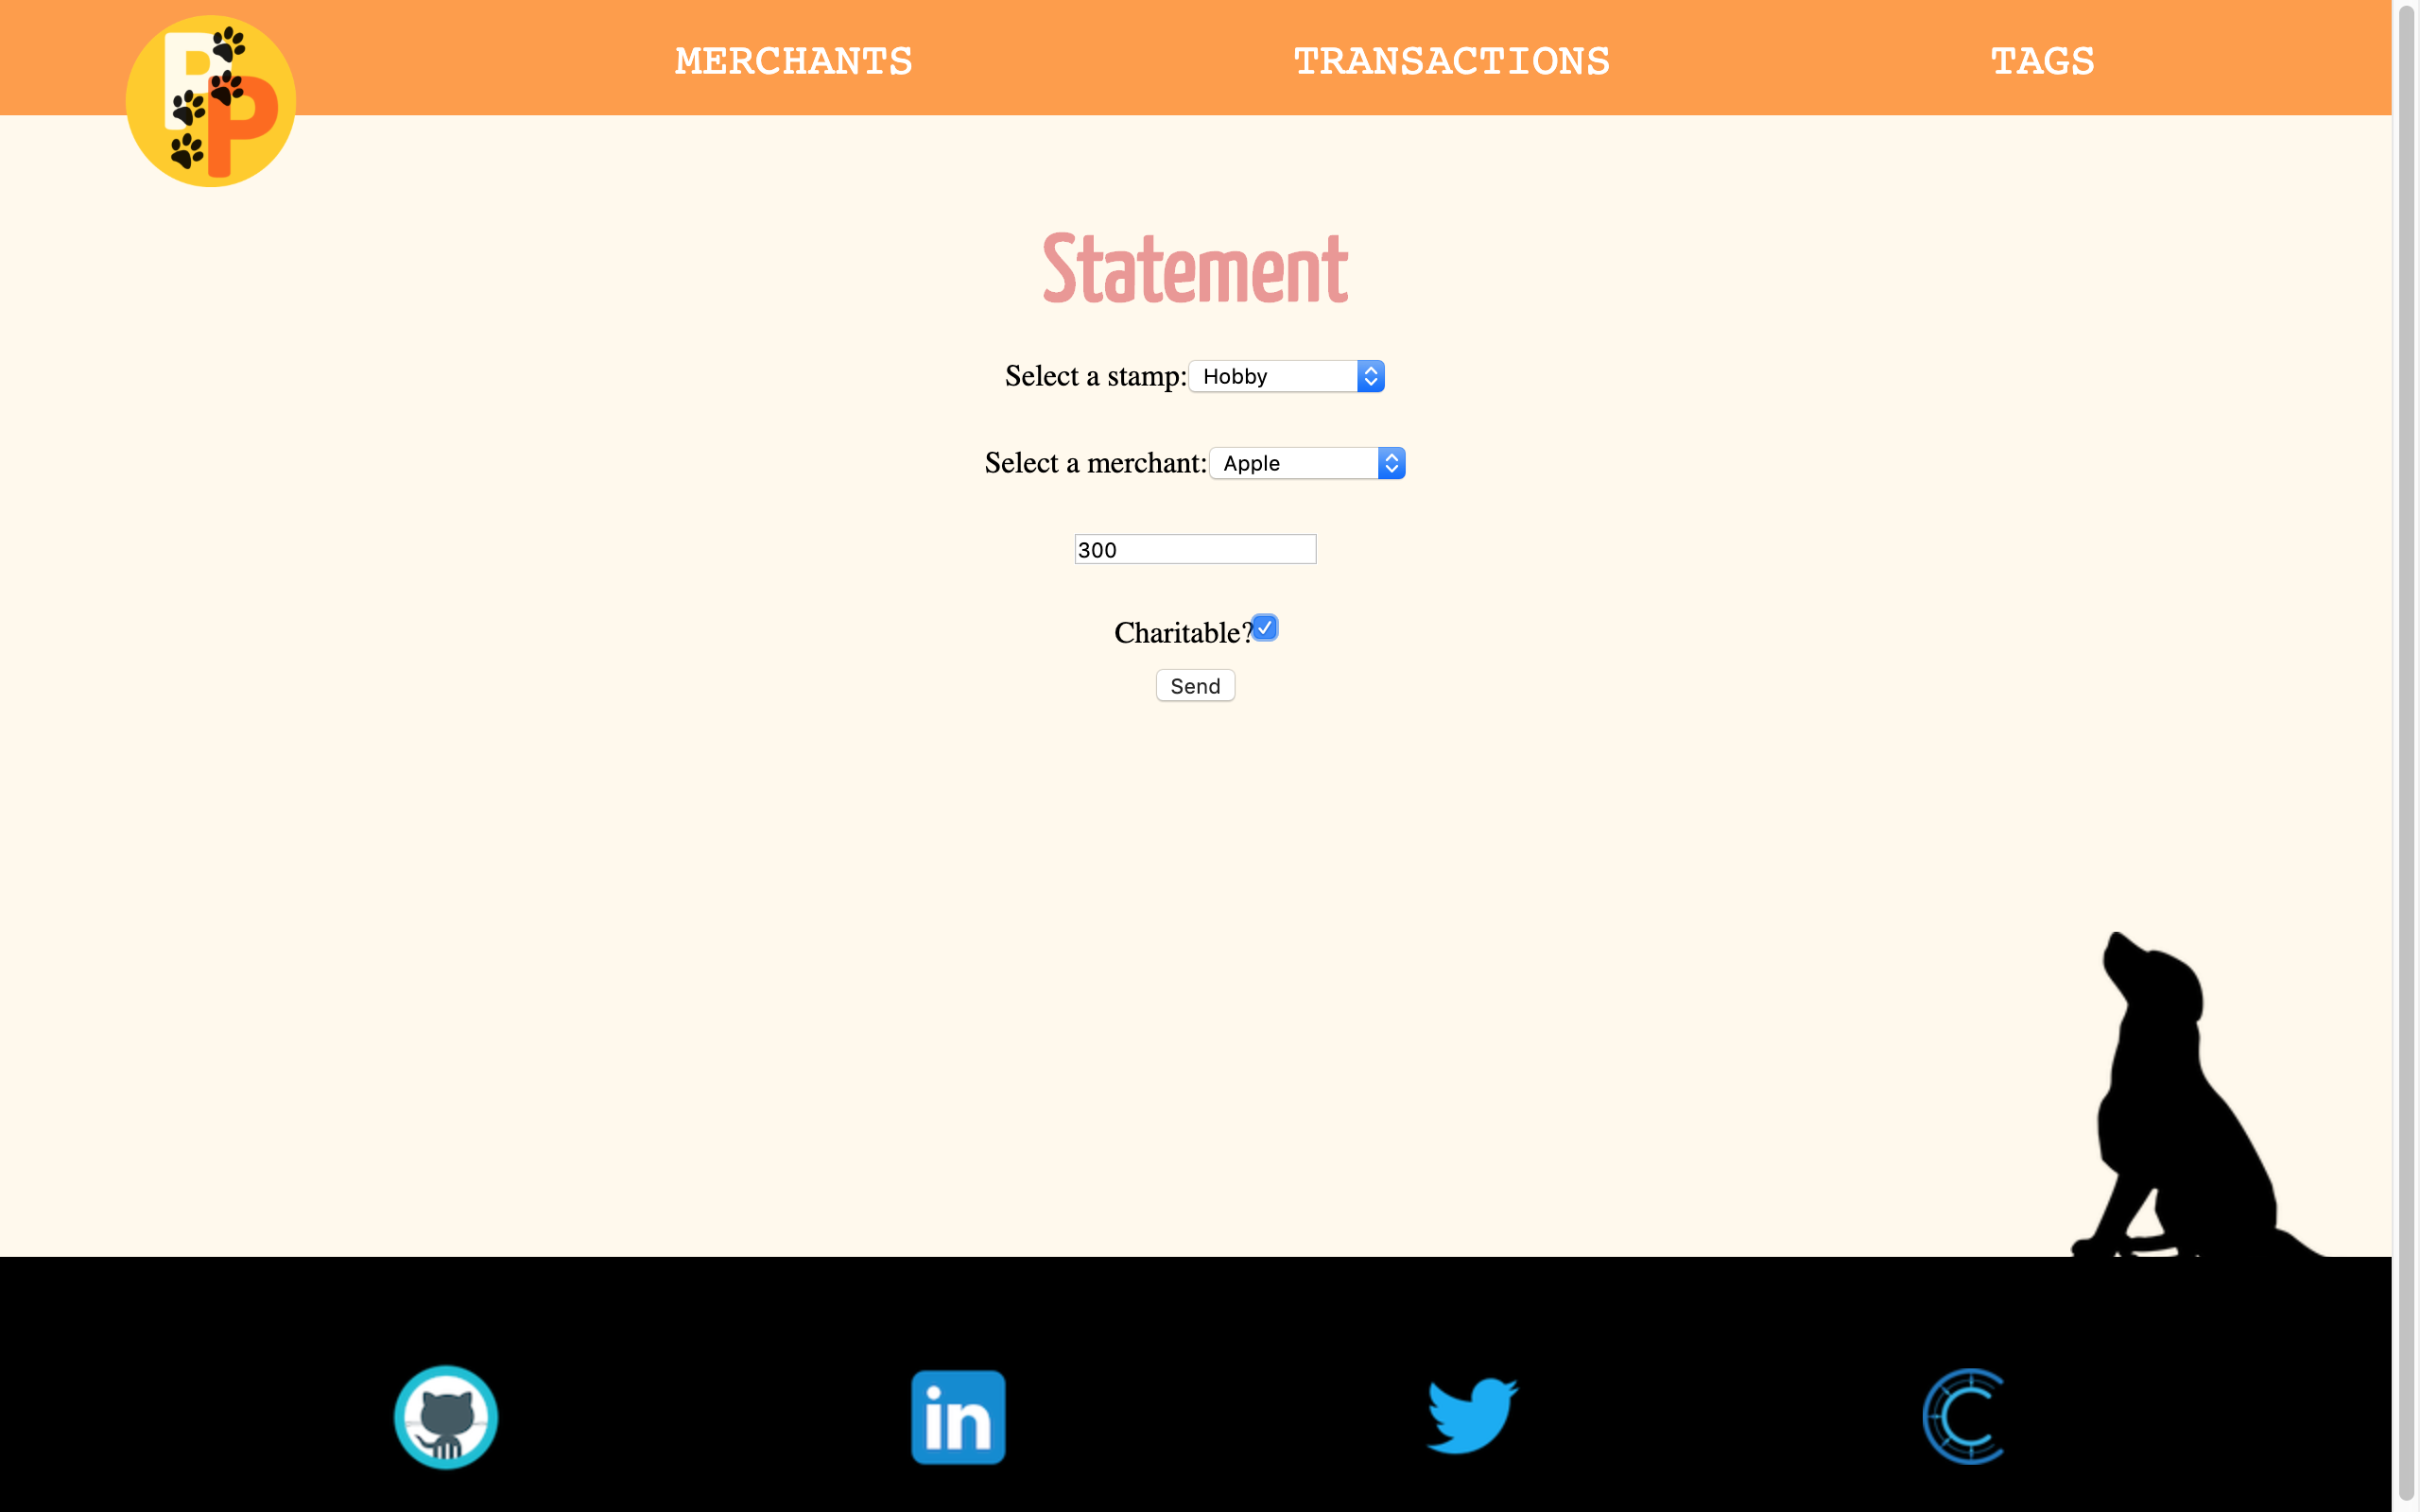 PP
MERCHANTS TRANSACTIONS TAGS
Statement
Select a stamp: Hobby
Select a merchant: Apple
300
Charitable?
Send
in
C